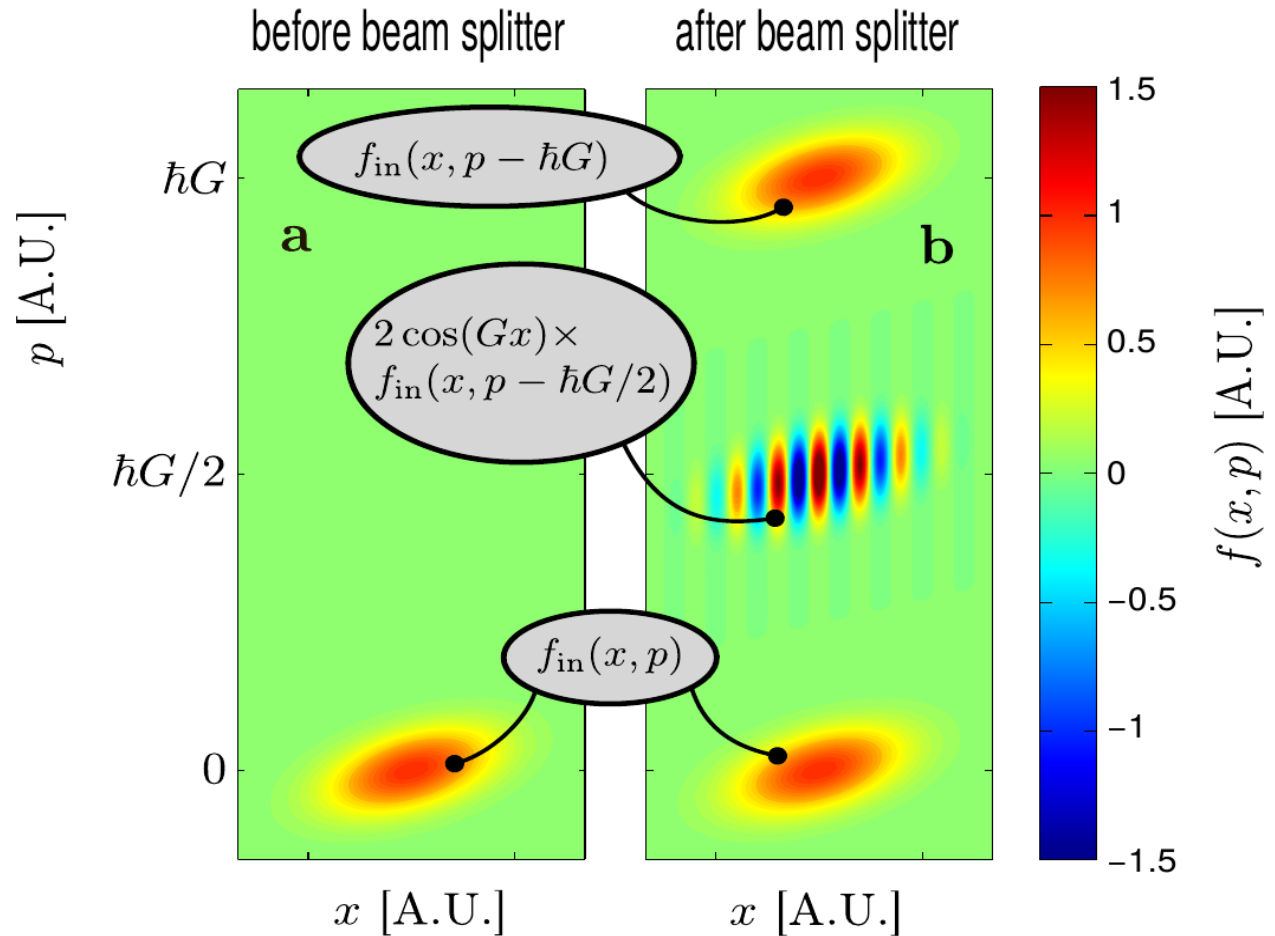 before beam splitter
after beam splitter
ħG
ħG/2
0
p [A.U.]
a
b
f_in(x, p − ħG)
2 cos(Gx)×
f_in(x, p − ħG/2)
f_in(x, p)
x [A.U.]
x [A.U.]
1.5
1
0.5
0
−0.5
−1
−1.5
f(x, p) [A.U.]